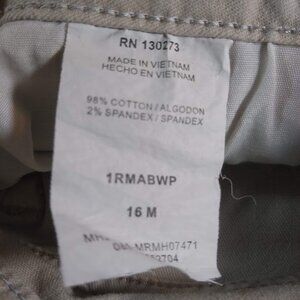 RN 130273
MADE IN VIETNAM
HECHO EN VIETNAM
98% COTTON/ALGODON
2% SPANDEX/SPANDEX
1RMABWP
16 M